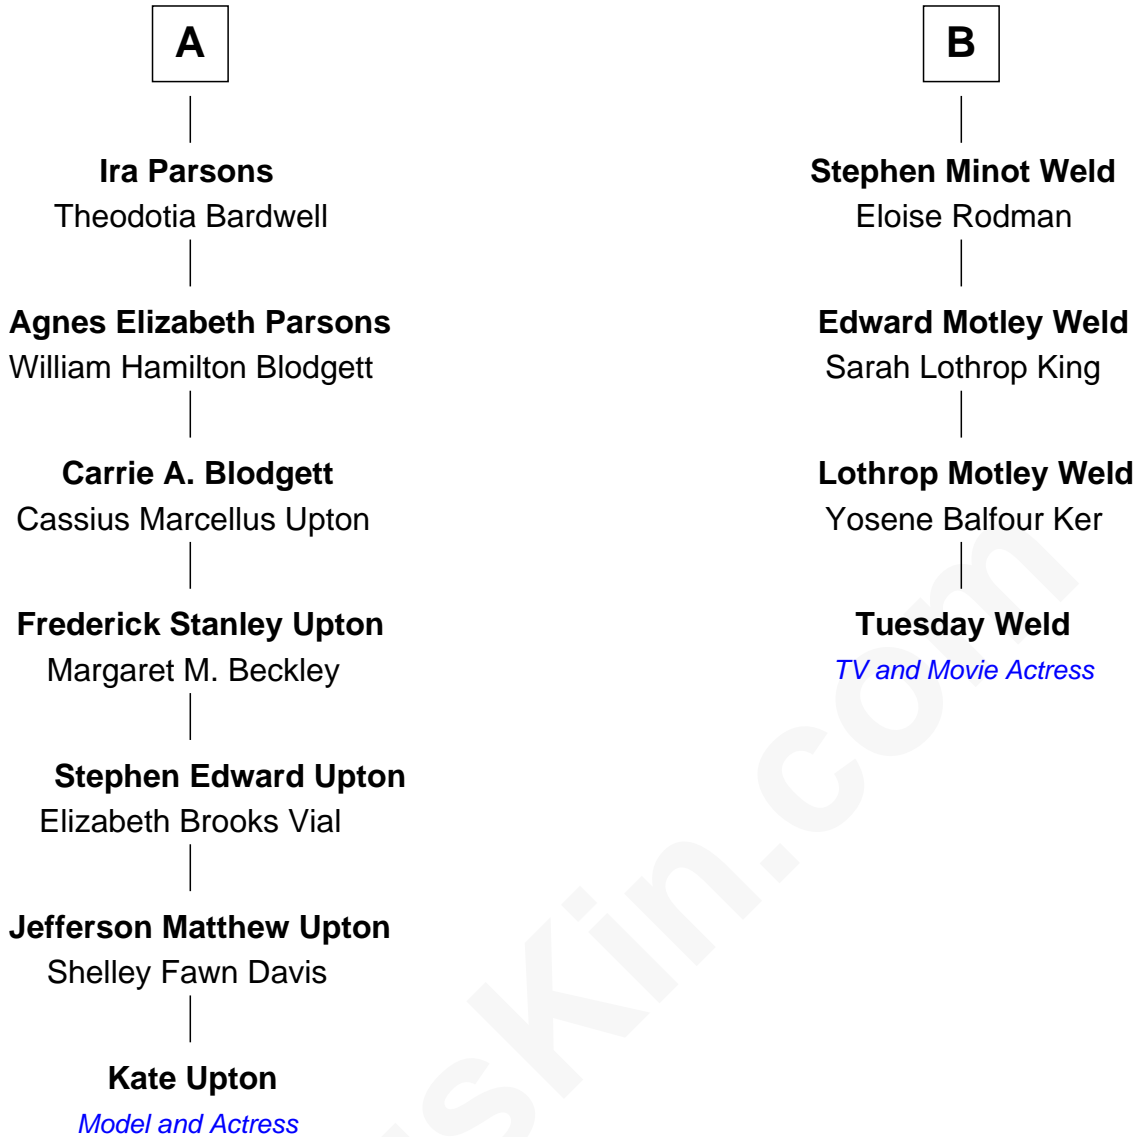 A
B
Ira Parsons
Theodotia Bardwell
Stephen Minot Weld
Eloise Rodman
Agnes Elizabeth Parsons
William Hamilton Blodgett
Edward Motley Weld
Sarah Lothrop King
Carrie A. Blodgett
Cassius Marcellus Upton
Lothrop Motley Weld
Yosene Balfour Ker
Frederick Stanley Upton
Margaret M. Beckley
Tuesday Weld
TV and Movie Actress
Stephen Edward Upton
Elizabeth Brooks Vial
Jefferson Matthew Upton
Shelley Fawn Davis
Kate Upton
Model and Actress